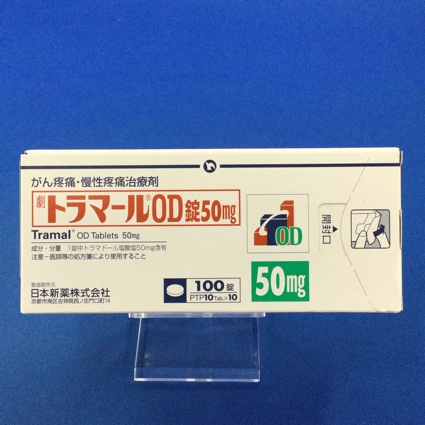 がん疼痛・慢性疼痛治療剤
劇 トラマール®OD錠50mg
Tramal® OD Tablets 50mg
成分・分量 1錠中トラマドール塩酸塩50mg含有
注意－医師等の処方箋により使用すること
OD
開封口
50mg
100錠
PTP10Tab.×10
製造販売元
日本新薬株式会社
京都市南区吉祥院西ノ庄門口町14